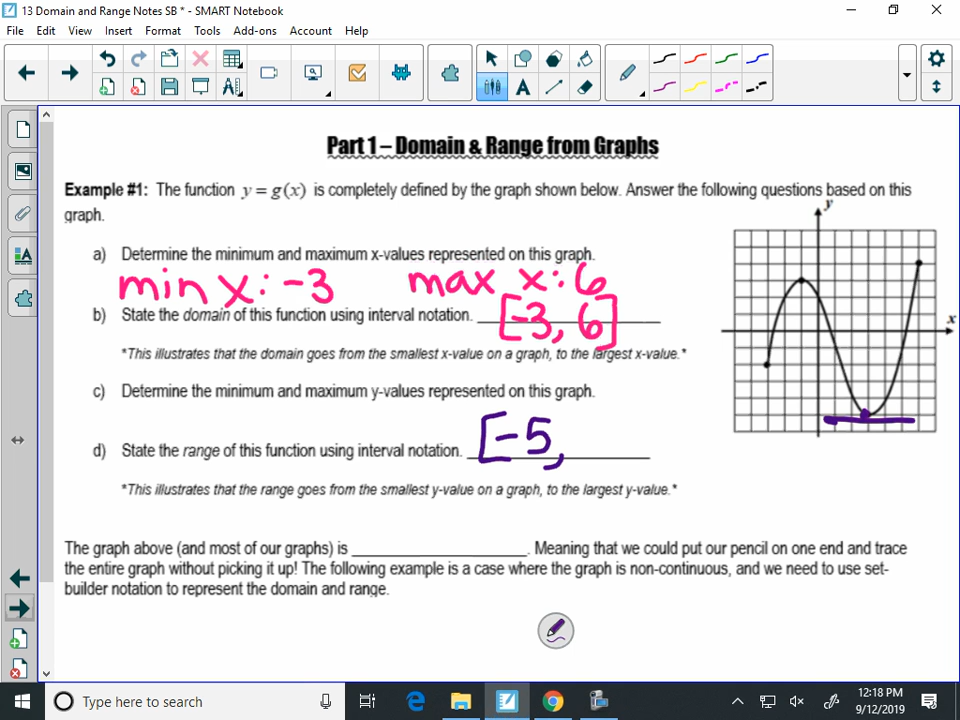 13 Domain and Range Notes SB * - SMART Notebook
File Edit View Insert Format Tools Add-ons Account Help
Part 1 – Domain & Range from Graphs
Example #1: The function y = g(x) is completely defined by the graph shown below. Answer the following questions based on this
graph.
y
a) Determine the minimum and maximum x-values represented on this graph.
min x: -3 max x: 6
b) State the domain of this function using interval notation. [-3, 6]
x
*This illustrates that the domain goes from the smallest x-value on a graph, to the largest x-value.*
c) Determine the minimum and maximum y-values represented on this graph.
d) State the range of this function using interval notation. [-5,
*This illustrates that the range goes from the smallest y-value on a graph, to the largest y-value.*
The graph above (and most of our graphs) is ____________________. Meaning that we could put our pencil on one end and trace
the entire graph without picking it up! The following example is a case where the graph is non-continuous, and we need to use set-
builder notation to represent the domain and range.
Type here to search
12:18 PM
9/12/2019